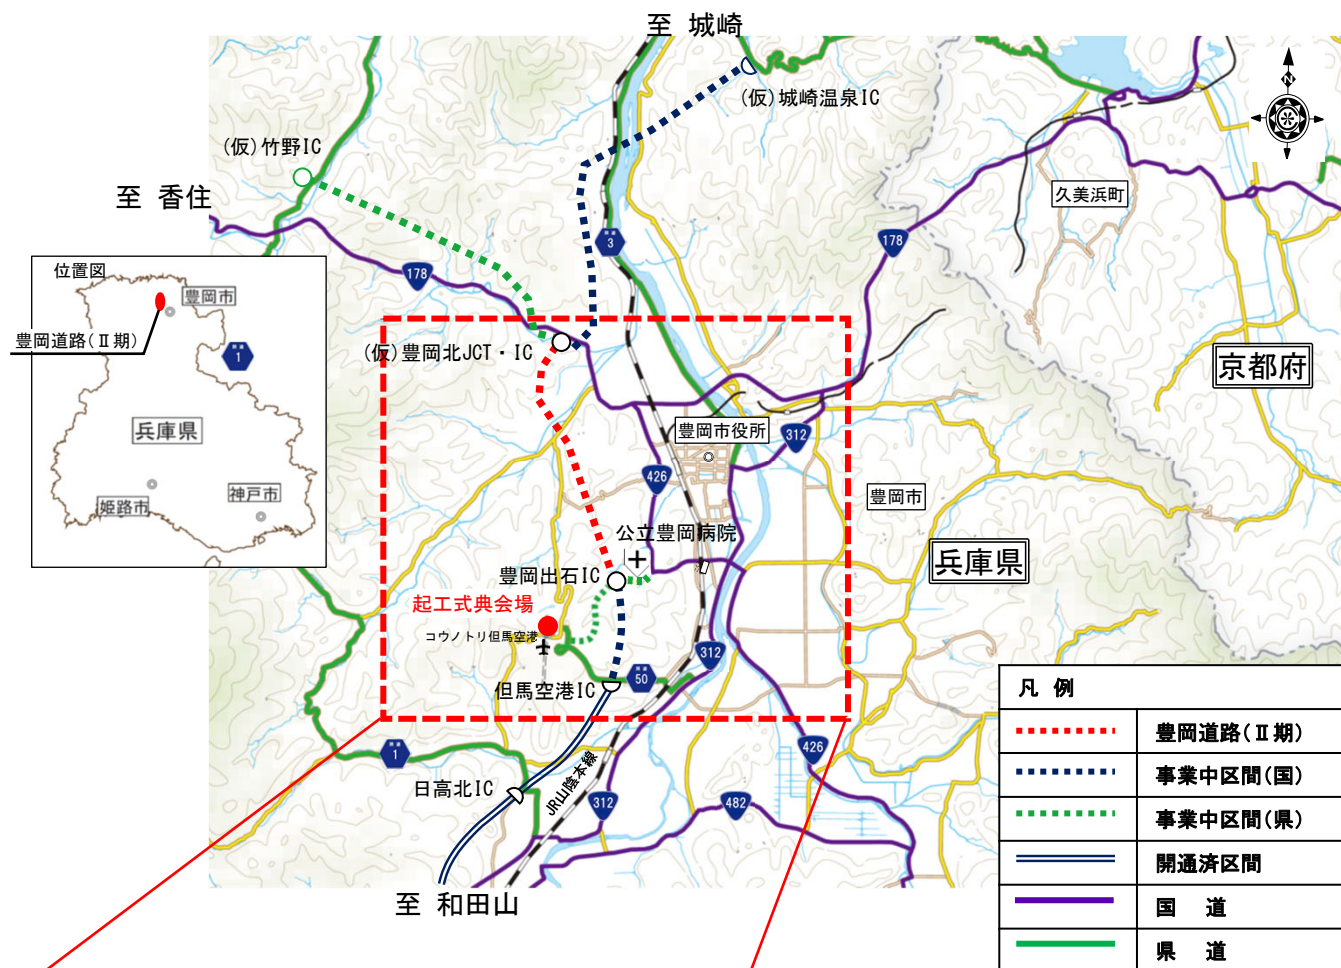 至 城崎
(仮)城崎温泉IC
N
(仮)竹野IC
至 香住
久美浜町
178
3
178
位置図
豊岡市
豊岡道路(Ⅱ期)
県道
1
兵庫県
姫路市
神戸市
(仮)豊岡北JCT・IC
京都府
豊岡市役所
312
426
豊岡市
公立豊岡病院
兵庫県
豊岡出石IC
起工式典会場
コウノトリ但馬空港
312
県道
50
但馬空港IC
県道
1
426
日高北IC
JR山陰本線
312
482
至 和田山
凡 例
豊岡道路(Ⅱ期)
事業中区間(国)
事業中区間(県)
開通済区間
国 道
県 道